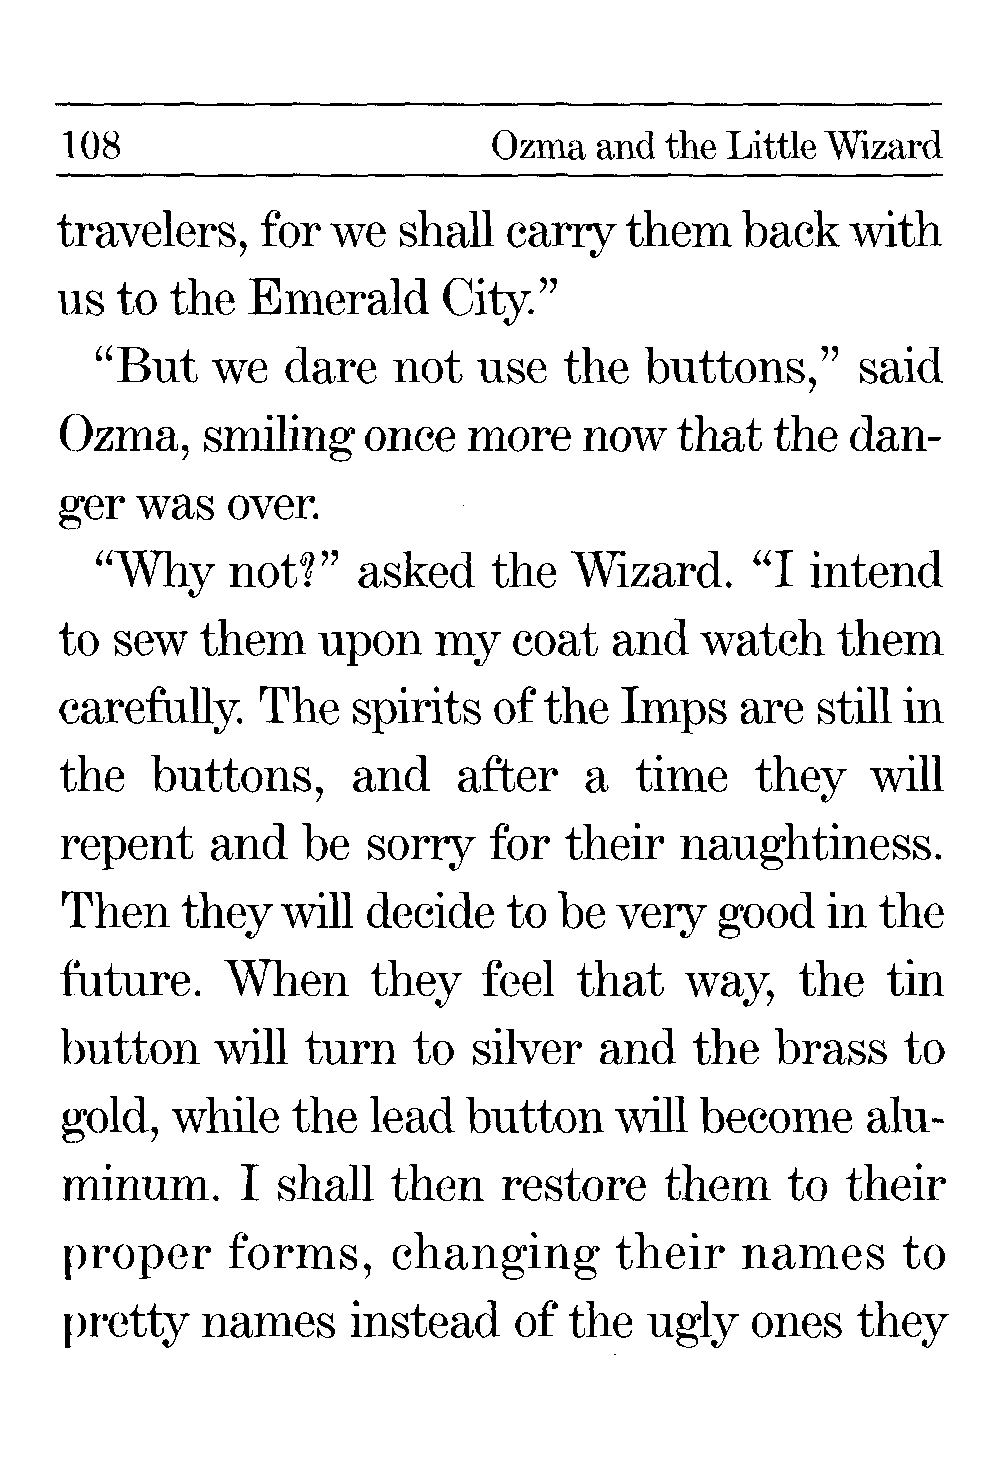 108 Ozma and the Little Wizard
travelers, for we shall carry them back with
us to the Emerald City.”
“But we dare not use the buttons,” said
Ozma, smiling once more now that the dan-
ger was over.
“Why not?” asked the Wizard. “I intend
to sew them upon my coat and watch them
carefully. The spirits of the Imps are still in
the buttons, and after a time they will
repent and be sorry for their naughtiness.
Then they will decide to be very good in the
future. When they feel that way, the tin
button will turn to silver and the brass to
gold, while the lead button will become alu-
minum. I shall then restore them to their
proper forms, changing their names to
pretty names instead of the ugly ones they